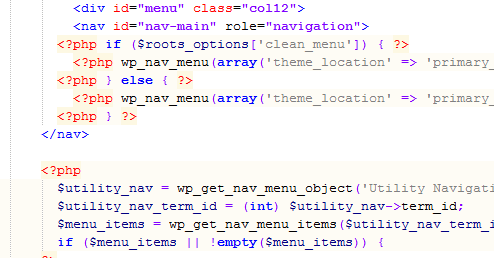 <div id="menu" class="col12">
<nav id="nav-main" role="navigation">
<?php if ($roots_options['clean_menu']) { ?>
<?php wp_nav_menu(array('theme_location' => 'primary_
<?php } else { ?>
<?php wp_nav_menu(array('theme_location' => 'primary_
<?php } ?>
</nav>
<?php
$utility_nav = wp_get_nav_menu_object('Utility Navigati
$utility_nav_term_id = (int) $utility_nav->term_id;
$menu_items = wp_get_nav_menu_items($utility_nav_term_i
if ($menu_items || !empty($menu_items)) {